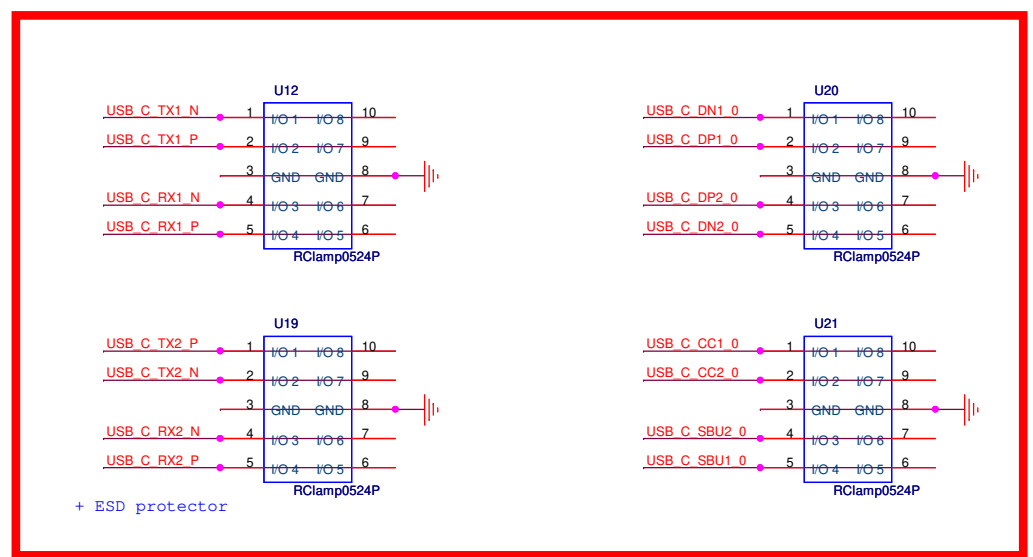 U12
USB_C_TX1_N 1 I/O 1 I/O 8 10
USB_C_TX1_P 2 I/O 2 I/O 7 9
3 GND GND 8
USB_C_RX1_N 4 I/O 3 I/O 6 7
USB_C_RX1_P 5 I/O 4 I/O 5 6
RClamp0524P
U20
USB_C_DN1_0 1 I/O 1 I/O 8 10
USB_C_DP1_0 2 I/O 2 I/O 7 9
3 GND GND 8
USB_C_DP2_0 4 I/O 3 I/O 6 7
USB_C_DN2_0 5 I/O 4 I/O 5 6
RClamp0524P
U19
USB_C_TX2_P 1 I/O 1 I/O 8 10
USB_C_TX2_N 2 I/O 2 I/O 7 9
3 GND GND 8
USB_C_RX2_N 4 I/O 3 I/O 6 7
USB_C_RX2_P 5 I/O 4 I/O 5 6
RClamp0524P
U21
USB_C_CC1_0 1 I/O 1 I/O 8 10
USB_C_CC2_0 2 I/O 2 I/O 7 9
3 GND GND 8
USB_C_SBU2_0 4 I/O 3 I/O 6 7
USB_C_SBU1_0 5 I/O 4 I/O 5 6
RClamp0524P
+ ESD protector